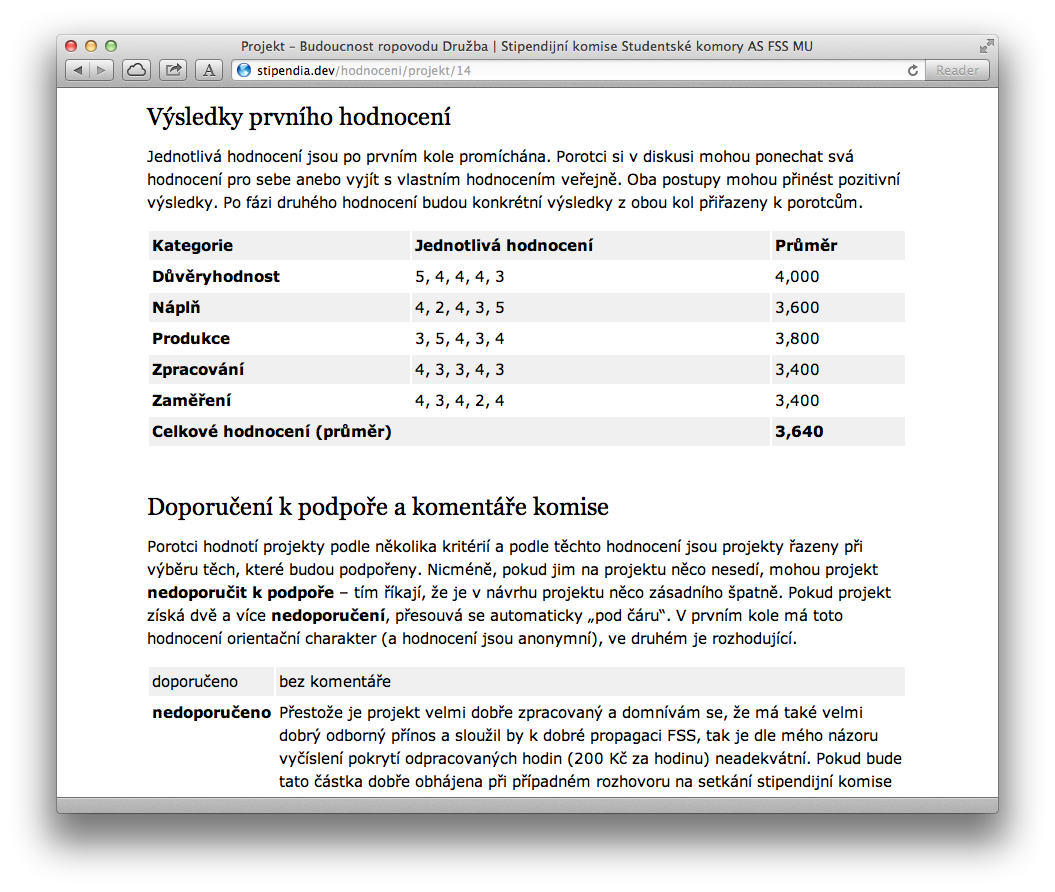 Projekt – Budoucnost ropovodu Družba | Stipendijní komise Studentské komory AS FSS MU
A
stipendia.dev/hodnoceni/projekt/14
Reader
Výsledky prvního hodnocení
Jednotlivá hodnocení jsou po prvním kole promíchána. Porotci si v diskusi mohou ponechat svá
hodnocení pro sebe anebo vyjít s vlastním hodnocením veřejně. Oba postupy mohou přinést pozitivní
výsledky. Po fázi druhého hodnocení budou konkrétní výsledky z obou kol přiřazeny k porotcům.
Kategorie Jednotlivá hodnocení Průměr
Důvěryhodnost 5, 4, 4, 4, 3 4,000
Náplň 4, 2, 4, 3, 5 3,600
Produkce 3, 5, 4, 3, 4 3,800
Zpracování 4, 3, 3, 4, 3 3,400
Zaměření 4, 3, 4, 2, 4 3,400
Celkové hodnocení (průměr) 3,640
Doporučení k podpoře a komentáře komise
Porotci hodnotí projekty podle několika kritérií a podle těchto hodnocení jsou projekty řazeny při
výběru těch, které budou podpořeny. Nicméně, pokud jim na projektu něco nesedí, mohou projekt
nedoporučit k podpoře – tím říkají, že je v návrhu projektu něco zásadního špatně. Pokud projekt
získá dvě a více nedoporučení, přesouvá se automaticky „pod čáru“. V prvním kole má toto
hodnocení orientační charakter (a hodnocení jsou anonymní), ve druhém je rozhodující.
doporučeno bez komentáře
nedoporučeno Přestože je projekt velmi dobře zpracovaný a domnívám se, že má také velmi
dobrý odborný přínos a sloužil by k dobré propagaci FSS, tak je dle mého názoru
vyčíslení pokrytí odpracovaných hodin (200 Kč za hodinu) neadekvátní. Pokud bude
tato částka dobře obhájena při případném rozhovoru na setkání stipendijní komise